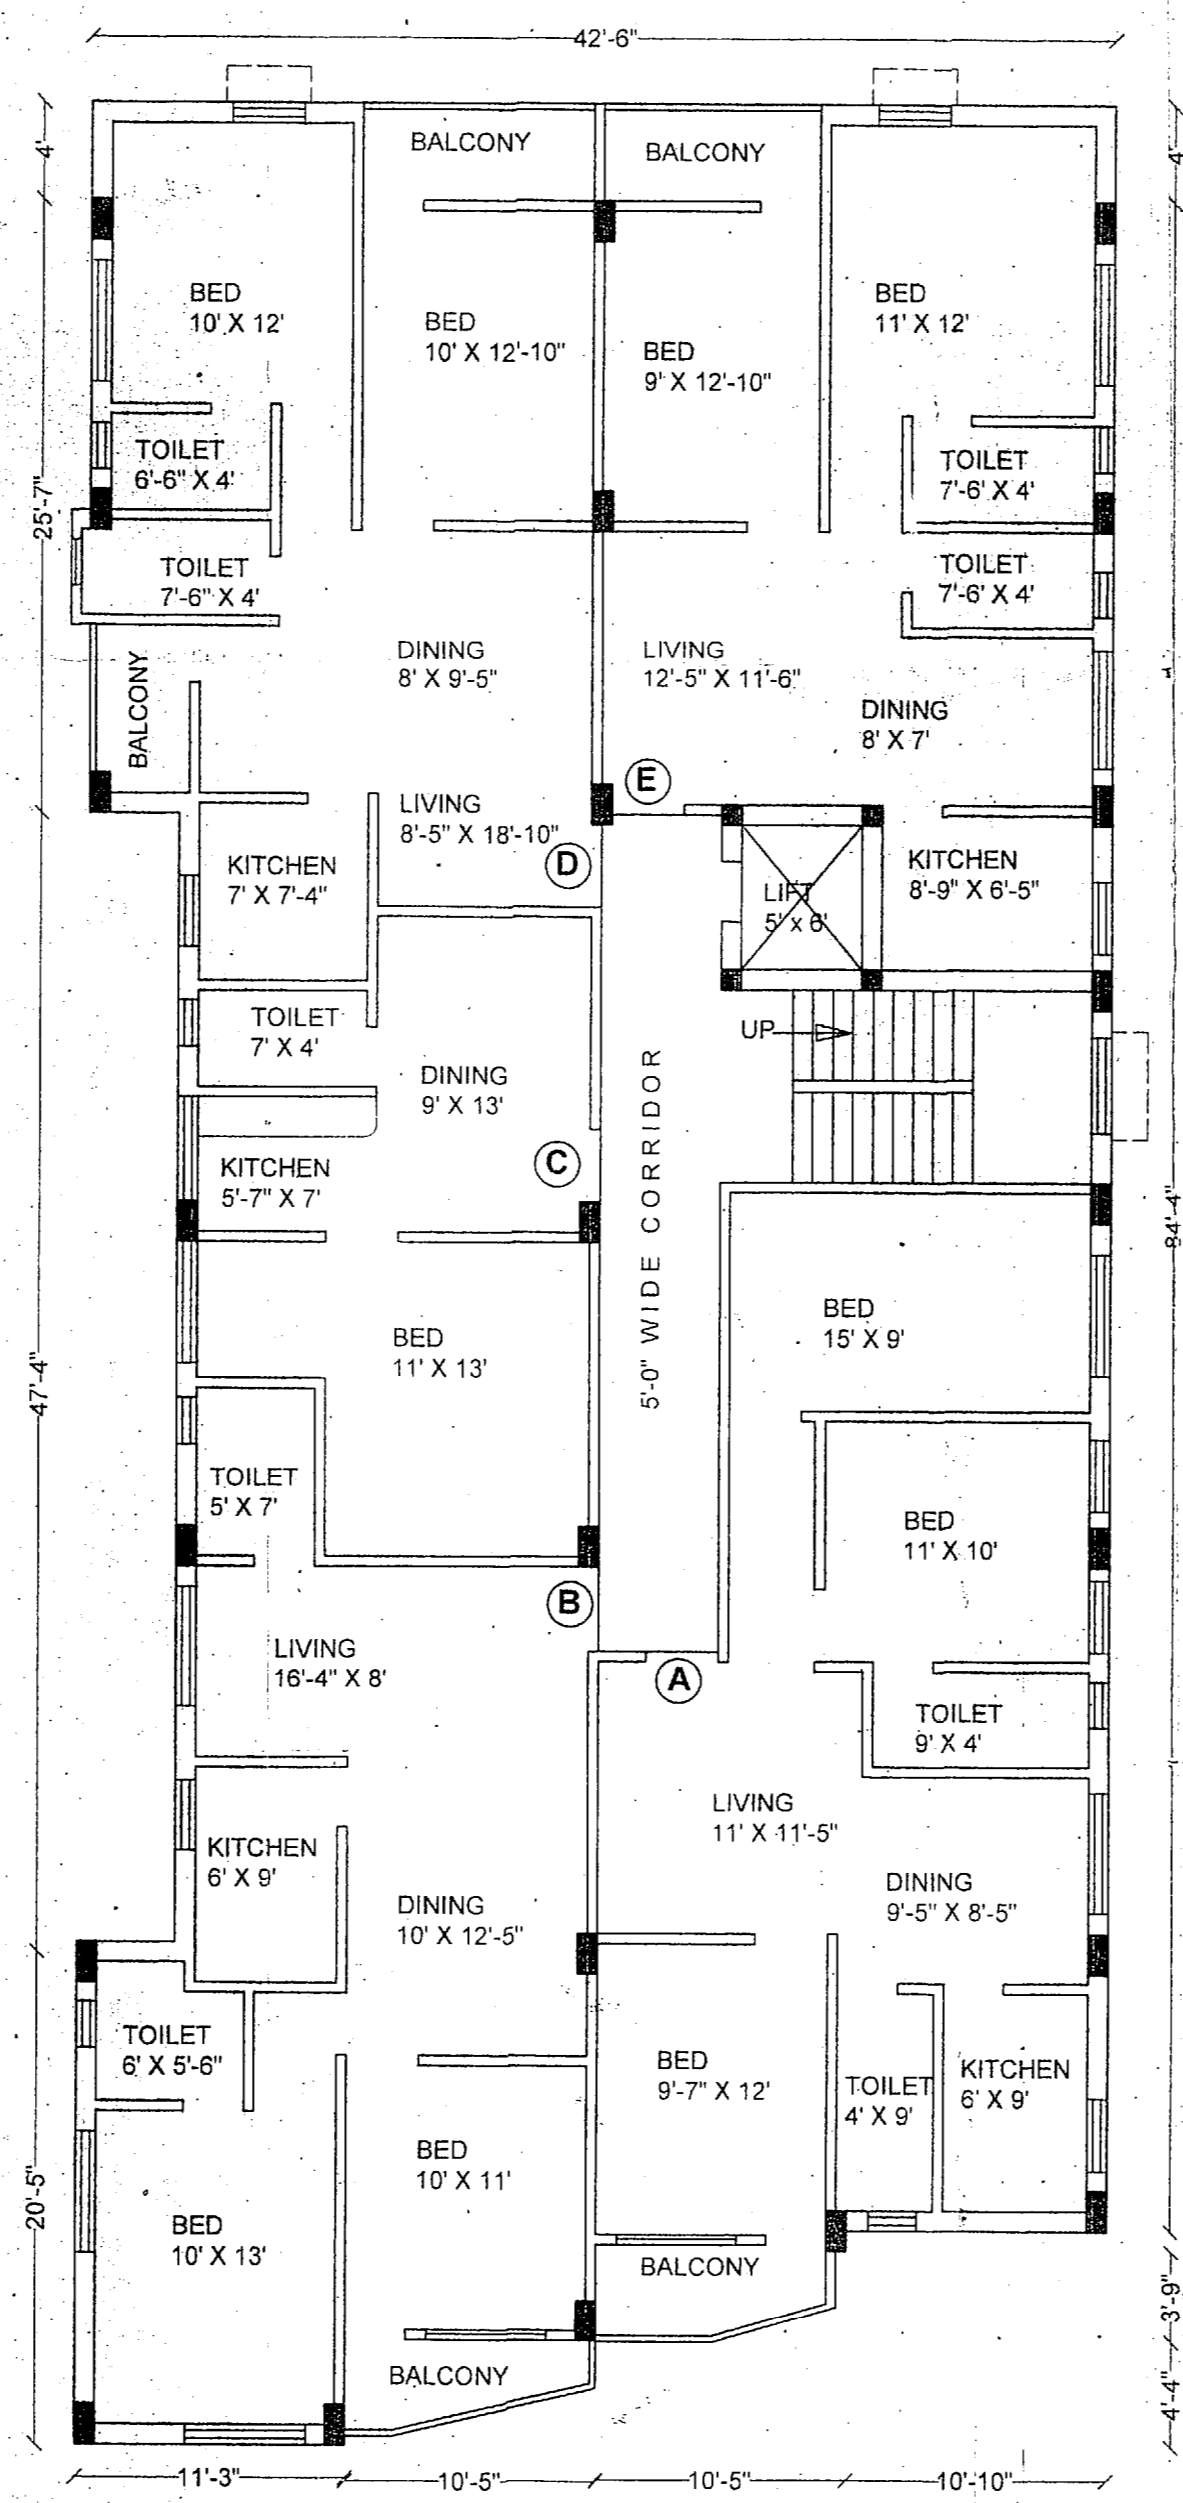 42'-6"
4'
4'
BALCONY
BALCONY
BED
10' X 12'
BED
10' X 12'-10"
BED
9' X 12'-10"
BED
11' X 12'
TOILET
6'-6" X 4'
TOILET
7'-6' X 4'
25'-7"
TOILET
7'-6" X 4'
TOILET
7'-6' X 4'
BALCONY
DINING
8' X 9'-5"
LIVING
12'-5" X 11'-6"
DINING
8' X 7'
E
LIVING
8'-5" X 18'-10"
D
KITCHEN
7' X 7'-4"
LIFT
5' x 6'
KITCHEN
8'-9" X 6'-5"
TOILET
7' X 4'
UP
DINING
9' X 13'
C
KITCHEN
5'-7" X 7'
5'-0" WIDE CORRIDOR
84'-4"
BED
15' X 9'
BED
11' X 13'
47'-4"
TOILET
5' X 7'
BED
11' X 10'
B
LIVING
16'-4" X 8'
A
TOILET
9' X 4'
LIVING
11' X 11'-5"
KITCHEN
6' X 9'
DINING
10' X 12'-5"
DINING
9'-5" X 8'-5"
TOILET
6' X 5'-6"
BED
9'-7" X 12'
TOILET
4' X 9'
KITCHEN
6' X 9'
BED
10' X 11'
20'-5"
BED
10' X 13'
BALCONY
3'-9"
BALCONY
4'-4"
11'-3"
10'-5"
10'-5"
10'-10"